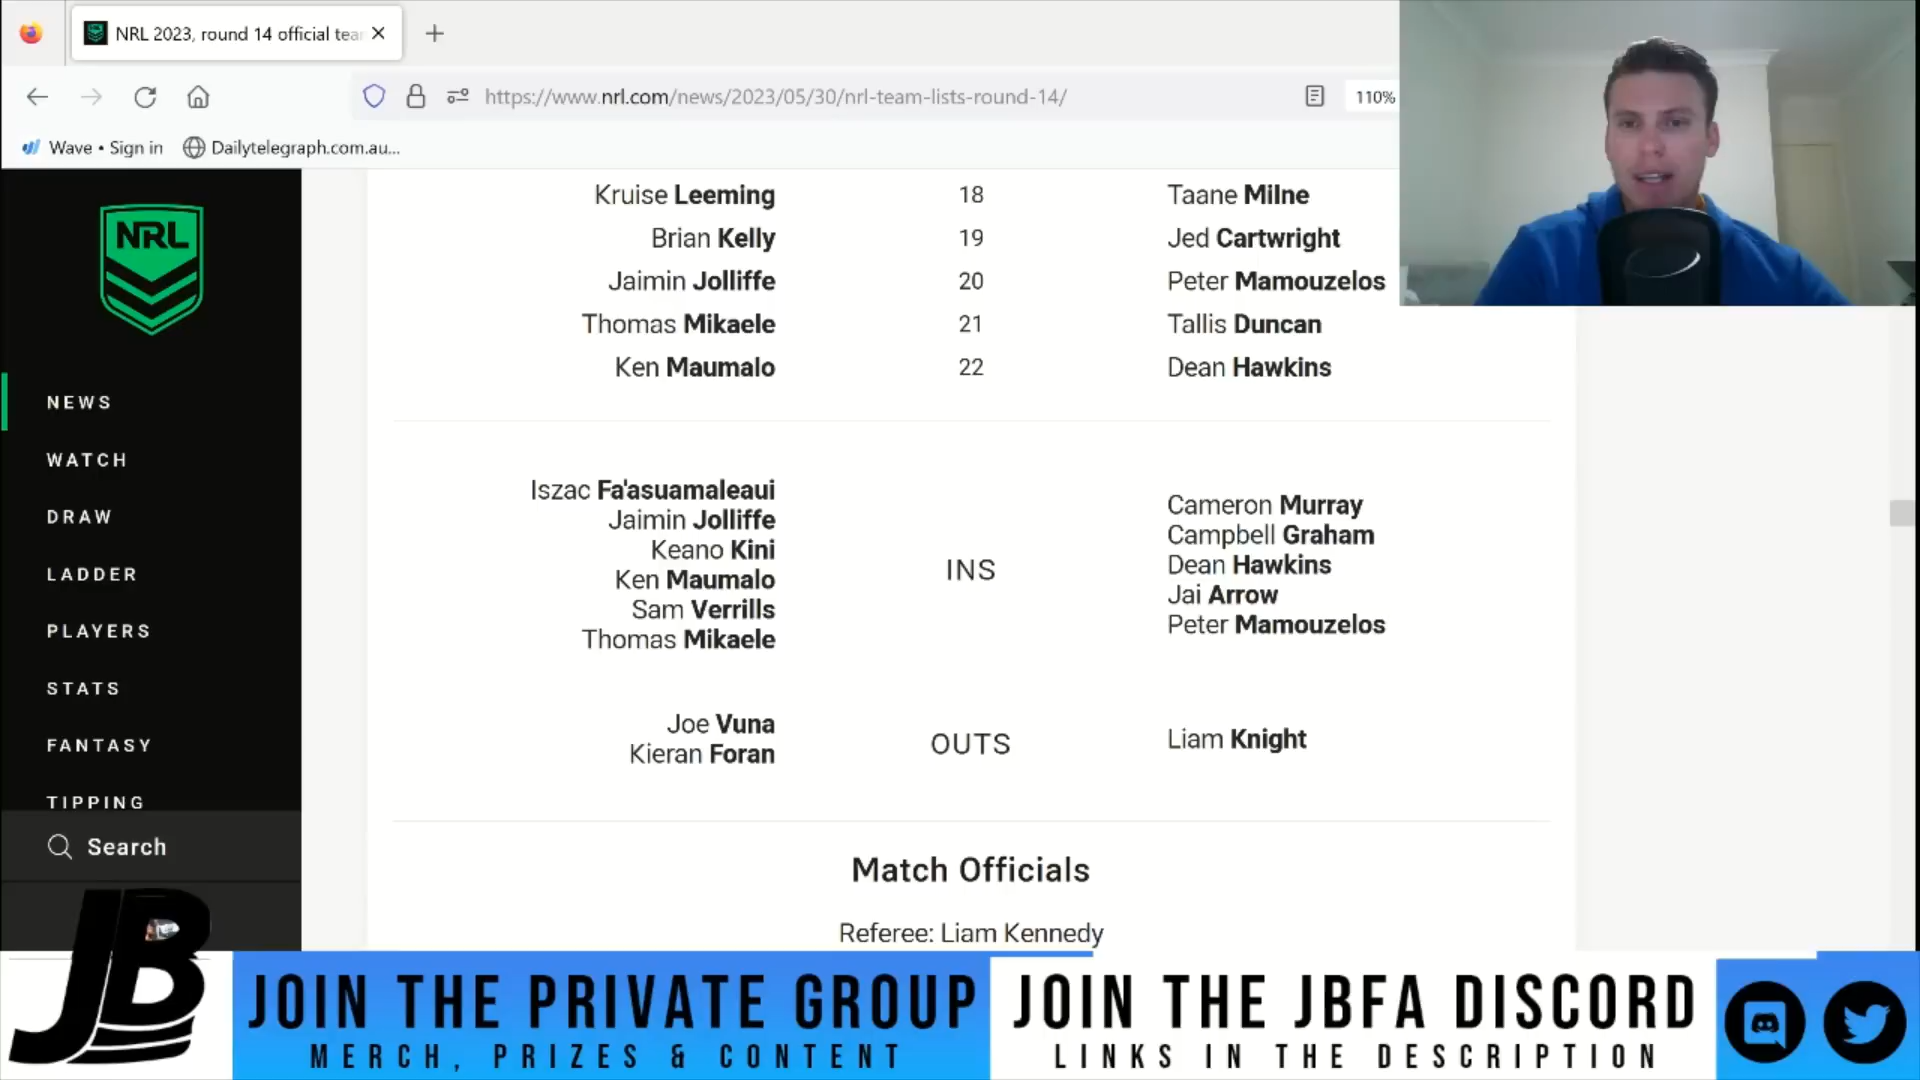 NRL 2023, round 14 official tea
https://www.nrl.com/news/2023/05/30/nrl-team-lists-round-14/
110%
Wave • Sign in
Dailytelegraph.com.au...
NRL
NEWS
WATCH
DRAW
LADDER
PLAYERS
STATS
FANTASY
TIPPING
Search
Kruise Leeming 18 Taane Milne
Brian Kelly 19 Jed Cartwright
Jaimin Jolliffe 20 Peter Mamouzelos
Thomas Mikaele 21 Tallis Duncan
Ken Maumalo 22 Dean Hawkins
Iszac Fa'asuamaleaui
Jaimin Jolliffe
Keano Kini
Ken Maumalo
Sam Verrills
Thomas Mikaele
INS
Cameron Murray
Campbell Graham
Dean Hawkins
Jai Arrow
Peter Mamouzelos
Joe Vuna
Kieran Foran
OUTS
Liam Knight
Match Officials
Referee: Liam Kennedy
JB
JOIN THE PRIVATE GROUP
MERCH, PRIZES & CONTENT
JOIN THE JBFA DISCORD
LINKS IN THE DESCRIPTION